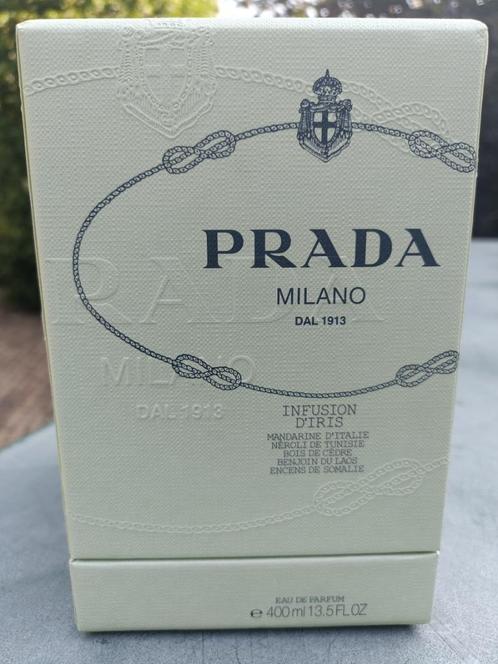 PRADA
MILANO
DAL 1913
RADA
MILANO
DAL 1913
INFUSION
D'IRIS
MANDARINE D'ITALIE
NÉROLI DE TUNISIE
BOIS DE CÈDRE
BENJOIN DU LAOS
ENCENS DE SOMALIE
EAU DE PARFUM
e 400 ml 13.5 FL OZ